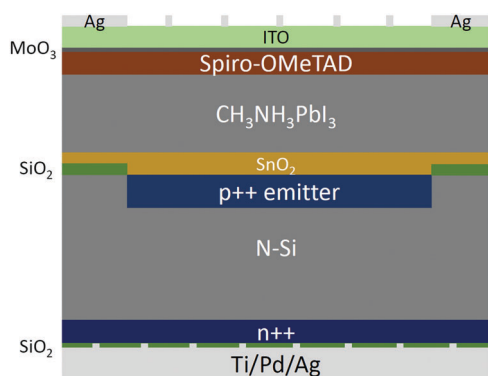 Ag
Ag
ITO
MoO₃
Spiro-OMeTAD
CH₃NH₃PbI₃
SiO₂
SnO₂
p++ emitter
N-Si
n++
SiO₂
Ti/Pd/Ag